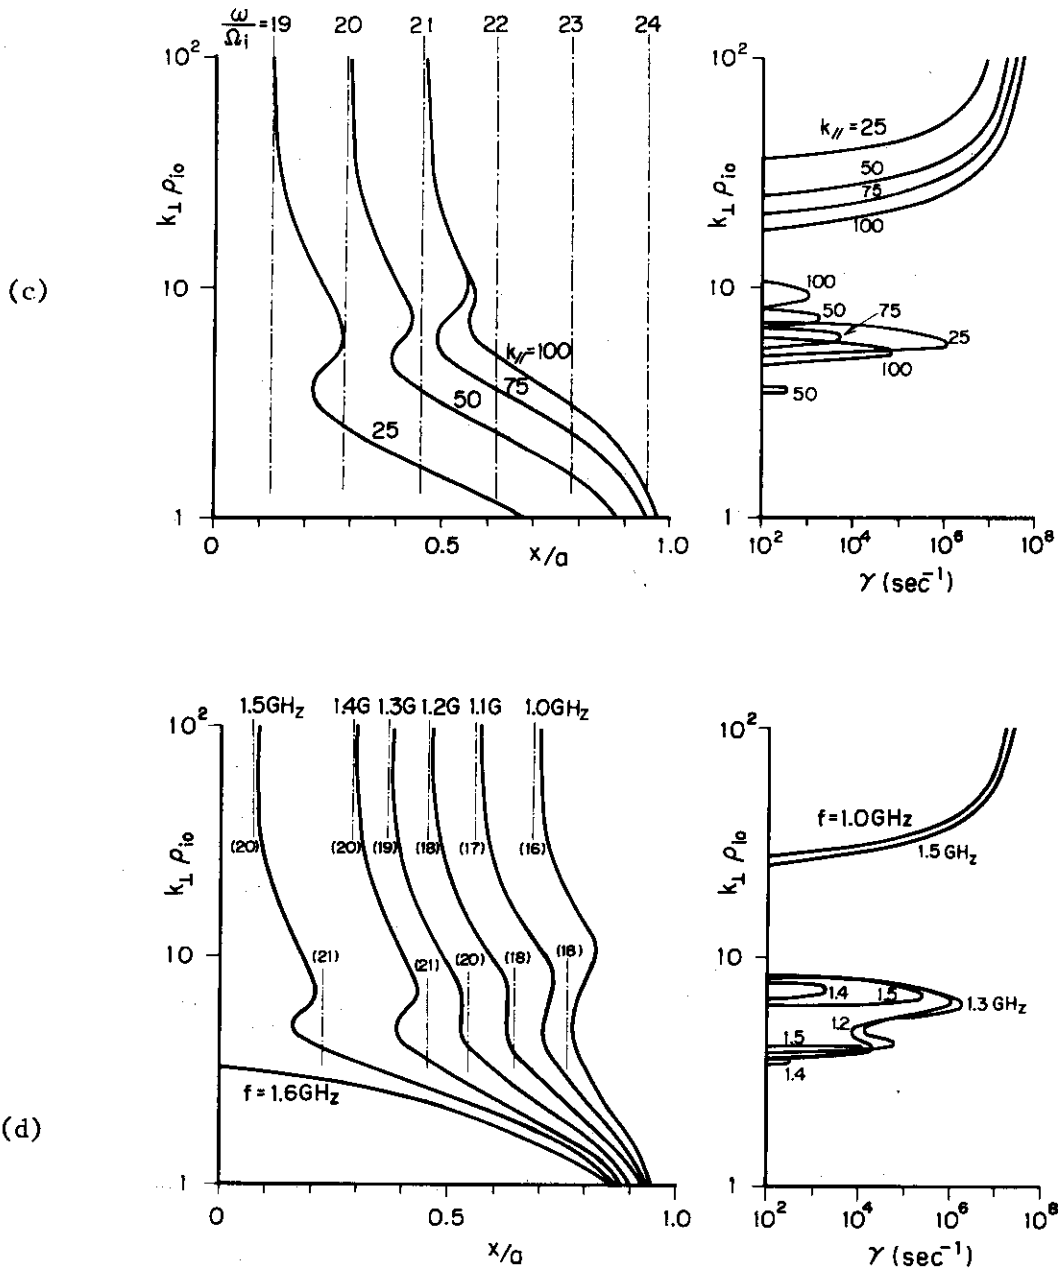 (c)
ω/Ωi =19 20 21 22 23 24
10²
10
1
k⊥ ρio
k∥=100
75
50
25
0 0.5 1.0
x/a
10²
10
1
k⊥ ρio
k∥=25
50
75
100
100
50
75
25
100
50
10² 10⁴ 10⁶ 10⁸
γ (sec⁻¹)
(d)
1.5GHz 1.4G 1.3G 1.2G 1.1G 1.0GHz
10²
10
1
k⊥ ρio
(20) (20) (19) (18) (17) (16)
(21) (21) (20) (18) (18)
f=1.6GHz
0 0.5 1.0
x/a
10²
10
1
k⊥ ρio
f=1.0GHz
1.5GHz
1.4 1.5 1.3 GHz
1.2
1.5
1.4
10² 10⁴ 10⁶ 10⁸
γ (sec⁻¹)